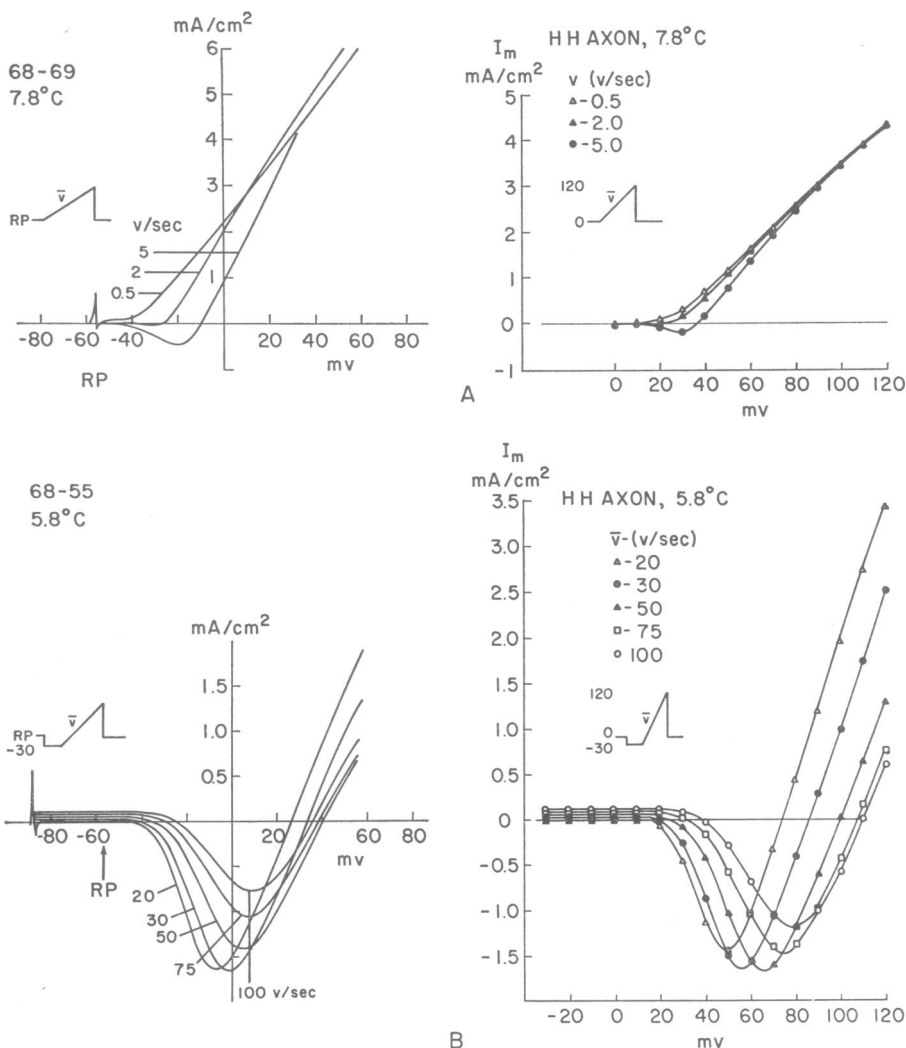 mA/cm²
68-69
7.8°C
6
5
4
3
2
1
RP
v̄
v/sec
5
2
0.5
-80 -60 -40 20 40 60 80
mv
RP
I_m
mA/cm²
HH AXON, 7.8°C
v (v/sec)
-0.5
-2.0
-5.0
120
v̄
0
5
4
3
2
1
0
-1
0 20 40 60 80 100 120
mv
A
68-55
5.8°C
mA/cm²
1.5
1.0
0.5
RP
-30
v̄
-80 -60 20 40 60 80
mv
RP
20
30
50
75
100 v/sec
I_m
mA/cm²
HH AXON, 5.8°C
v̄-(v/sec)
-20
-30
-50
-75
100
120
v̄
0
-30
3.5
3.0
2.5
2.0
1.5
1.0
0.5
0
-0.5
-1.0
-1.5
-20 0 20 40 60 80 100 120
mv
B